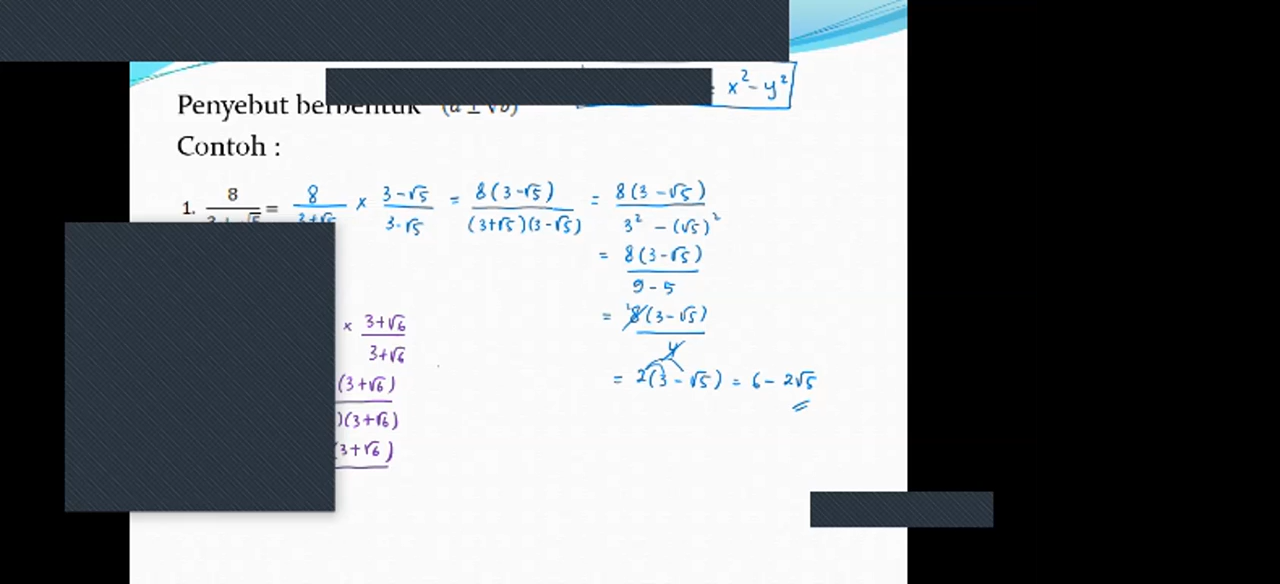 x² - y²
Penyebut berbentuk (a ± √b)
Contoh :
1. 8 / 3 + √5 = 8 / 3+√5 × 3-√5 / 3-√5 = 8(3-√5) / (3+√5)(3-√5) = 8(3-√5) / 3² - (√5)²
= 8(3-√5) / 9 - 5
= 8(3-√5) / 4
= 2(3-√5) = 6 - 2√5
× 3+√6 / 3+√6
(3+√6)
)(3+√6)
(3+√6)